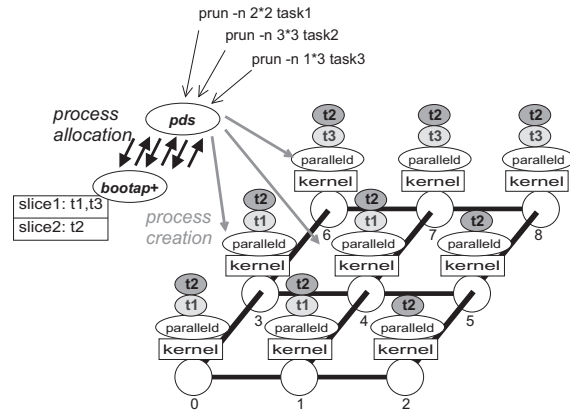 prun -n 2*2 task1
prun -n 3*3 task2
prun -n 1*3 task3
pds
process
allocation
bootap+
slice1: t1,t3
slice2: t2
process
creation
t2
t3
paralleld
kernel
6
t2
t3
paralleld
kernel
7
t2
t3
paralleld
kernel
8
t2
t1
paralleld
kernel
3
t2
t1
paralleld
kernel
4
t2
paralleld
kernel
5
t2
t1
paralleld
kernel
0
t2
t1
paralleld
kernel
1
t2
paralleld
kernel
2